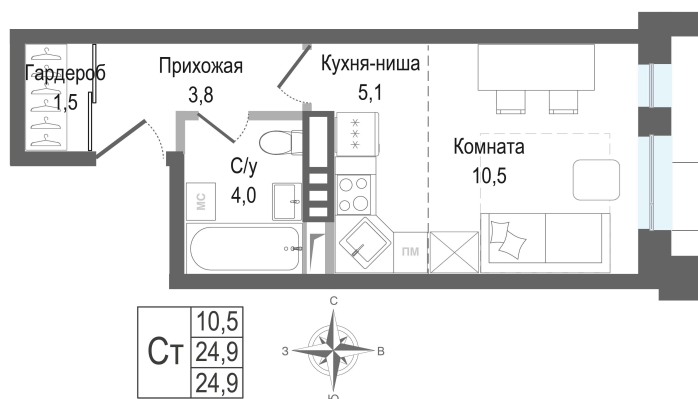 Гардероб
1,5
Прихожая
3,8
Кухня-ниша
5,1
С/у
4,0
МС
Комната
10,5
ПМ
Ст
10,5
24,9
24,9
С
З
В
Ю